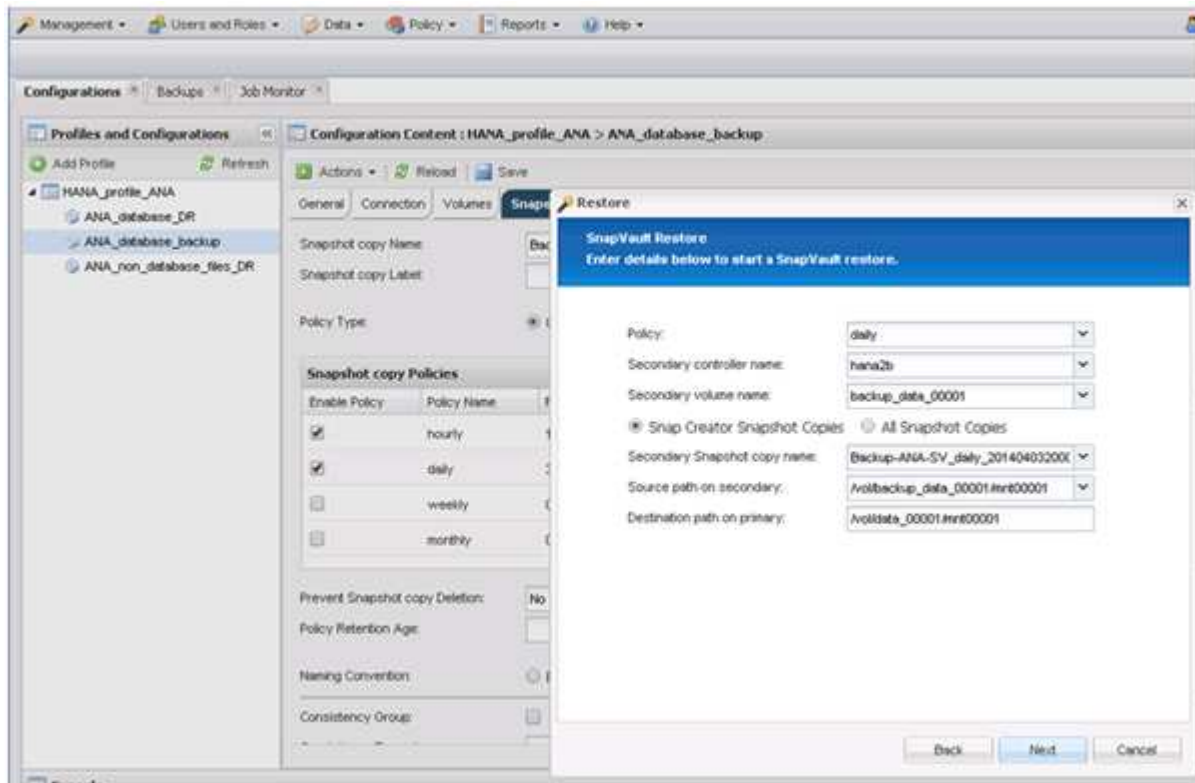 Management Users and Roles Data Policy Reports Help
Configurations Backups Job Monitor
Profiles and Configurations
Add Profile Refresh
HANA_profile_ANA
ANA_database_DR
ANA_database_backup
ANA_non_database_files_DR
Configuration Content : HANA_profile_ANA > ANA_database_backup
Actions Reload Save
General Connection Volumes Snaps
Snapshot copy Name: Bac
Snapshot copy Label:
Policy Type:
Snapshot copy Policies
Enable Policy Policy Name
hourly
daily
weekly
monthly
Prevent Snapshot copy Deletion: No
Policy Retention Age:
Naming Convention:
Consistency Group:
Restore
SnapVault Restore
Enter details below to start a SnapVault restore.
Policy: daily
Secondary controller name: hana2b
Secondary volume name: backup_data_00001
Snap Creator Snapshot Copies All Snapshot Copies
Secondary Snapshot copy name: Backup-ANA-SV_daily_2014040320
Source path on secondary: /vol/backup_data_00001/mnt00001
Destination path on primary: /vol/data_00001/mnt00001
Back Next Cancel